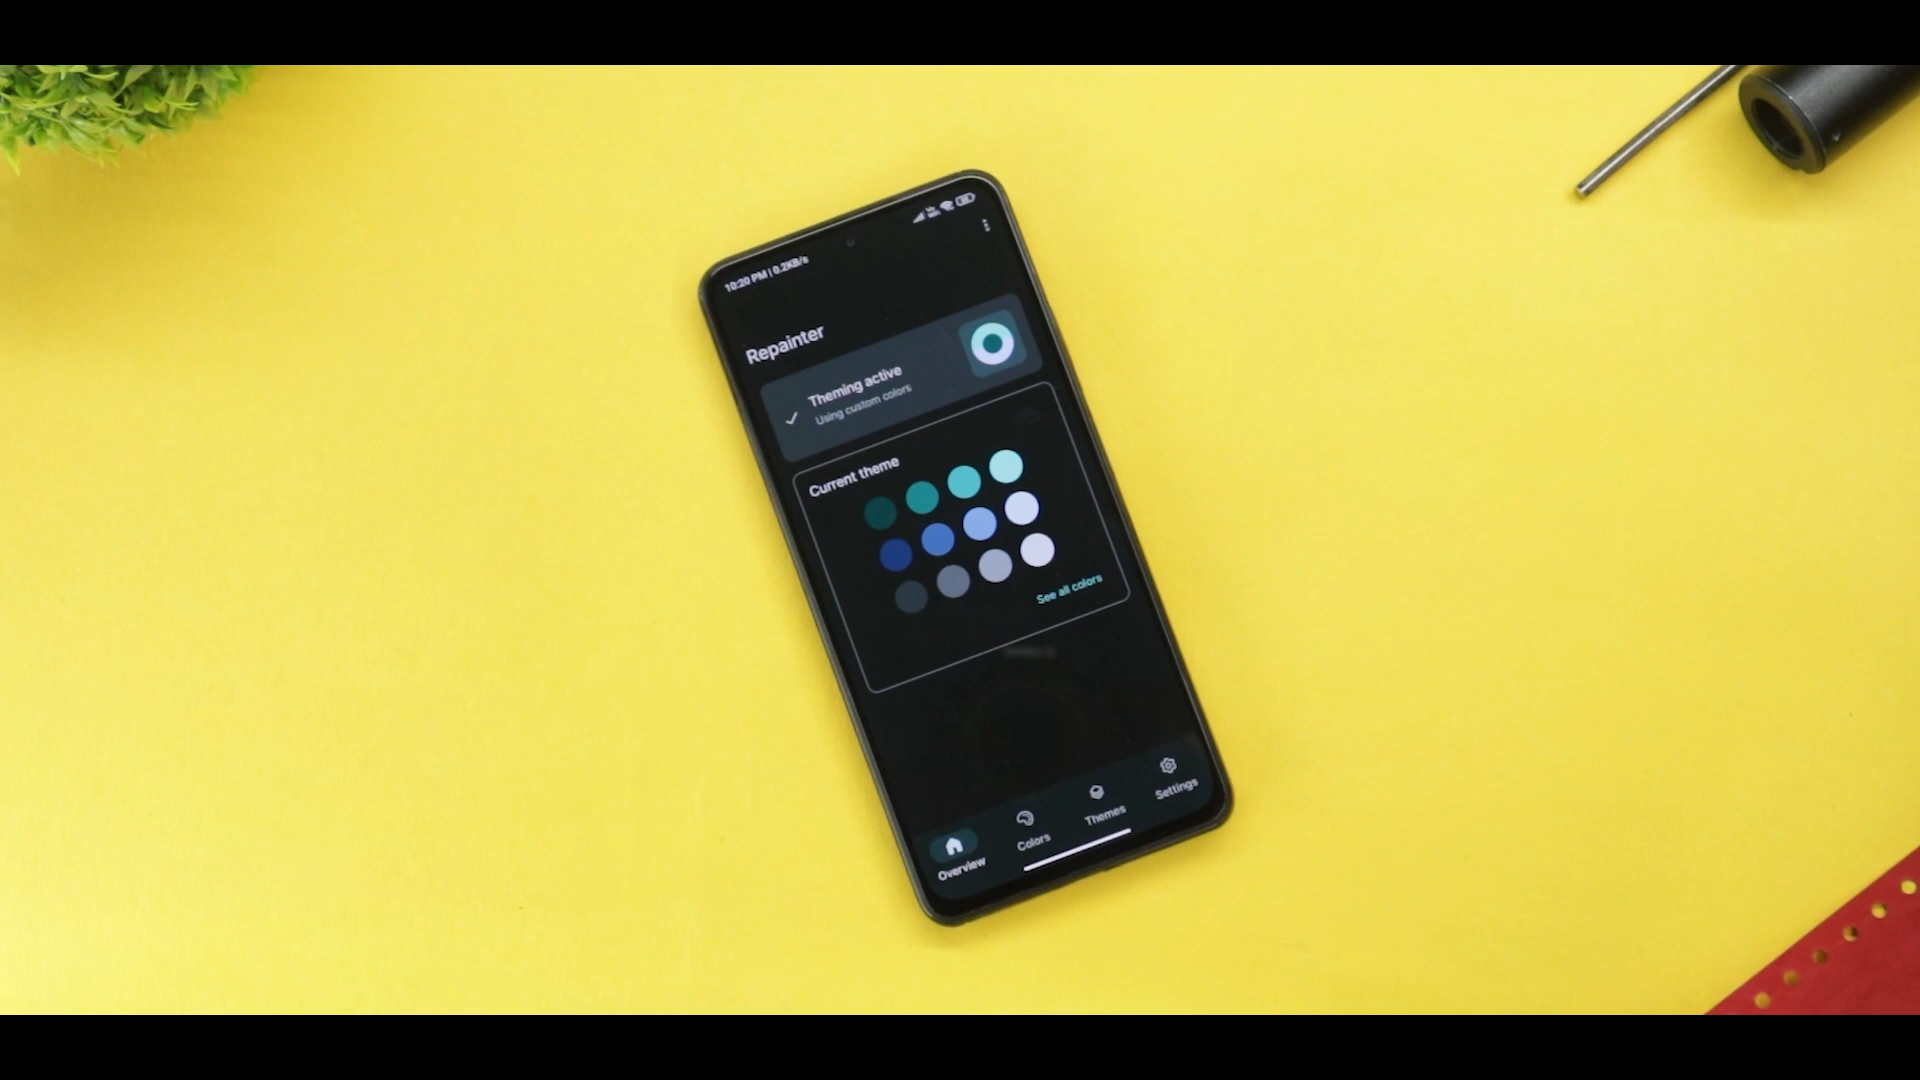 10:20 PM | 0.2KB/s
Repainter
Theming active
Using custom colors
Current theme
See all colors
Overview
Colors
Themes
Settings